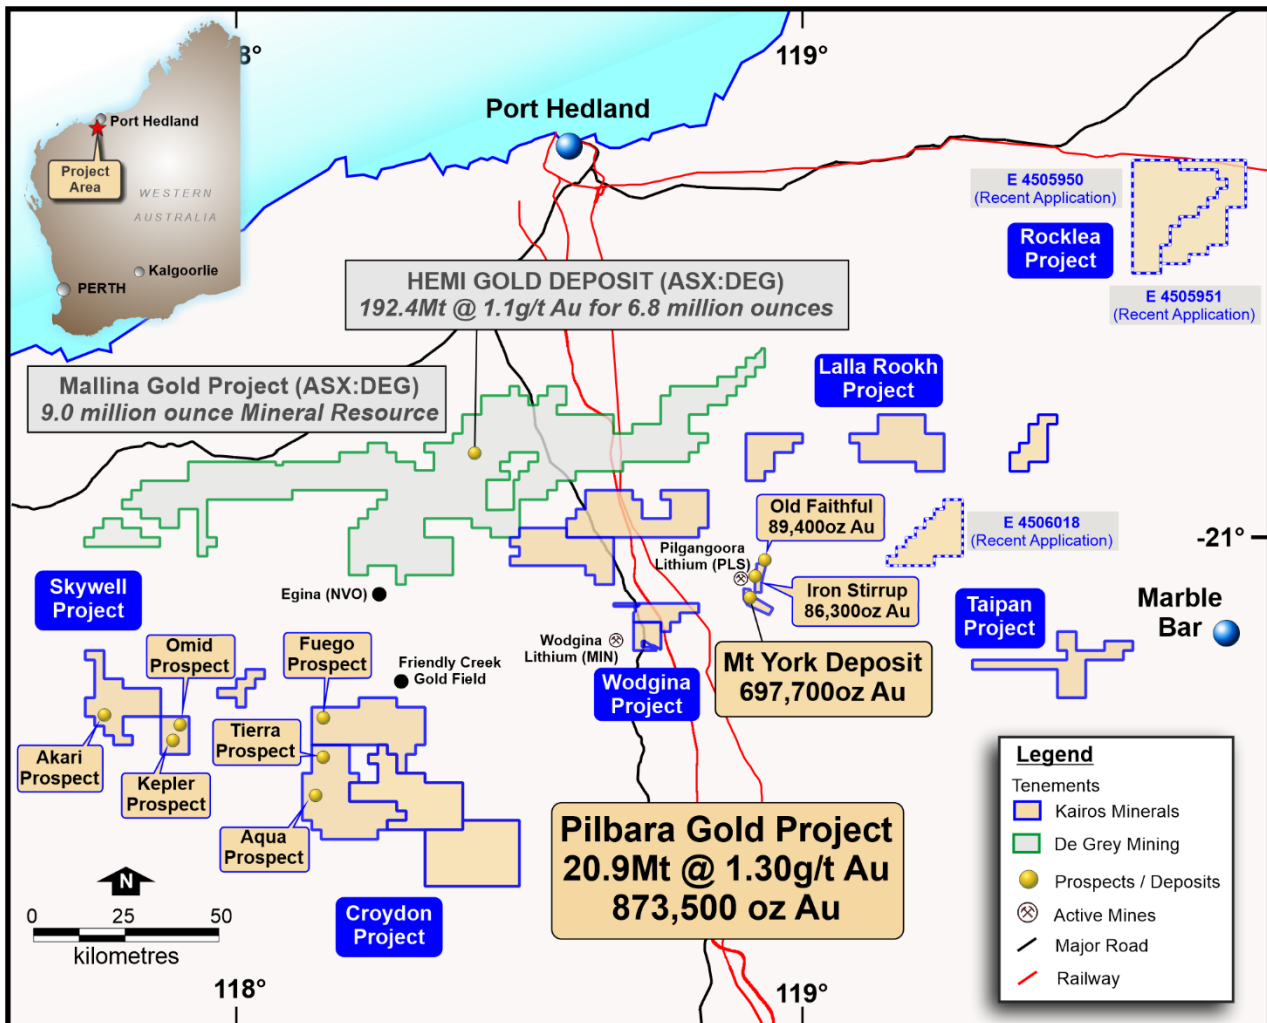 8°
119°
Port Hedland
Port Hedland
Project
Area
WESTERN
AUSTRALIA
Kalgoorlie
PERTH
E 4505950
(Recent Application)
Rocklea
Project
E 4505951
(Recent Application)
HEMI GOLD DEPOSIT (ASX:DEG)
192.4Mt @ 1.1g/t Au for 6.8 million ounces
Mallina Gold Project (ASX:DEG)
9.0 million ounce Mineral Resource
Lalla Rookh
Project
Old Faithful
89,400oz Au
E 4506018
(Recent Application)
-21°
Pilgangoora
Lithium (PLS)
Iron Stirrup
86,300oz Au
Skywell
Project
Egina (NVO)
Taipan
Project
Marble
Bar
Omid
Prospect
Fuego
Prospect
Friendly Creek
Gold Field
Wodgina
Lithium (MIN)
Wodgina
Project
Mt York Deposit
697,700oz Au
Akari
Prospect
Kepler
Prospect
Tierra
Prospect
Aqua
Prospect
Croydon
Project
Pilbara Gold Project
20.9Mt @ 1.30g/t Au
873,500 oz Au
Legend
Tenements
Kairos Minerals
De Grey Mining
Prospects / Deposits
Active Mines
Major Road
Railway
N
0 25 50
kilometres
118°
119°